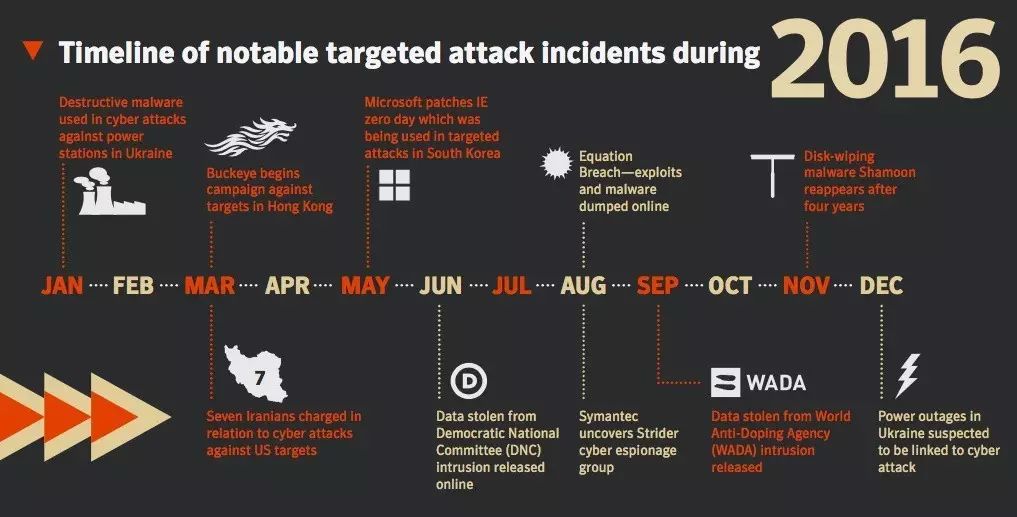 Timeline of notable targeted attack incidents during 2016
Destructive malware
used in cyber attacks
against power
stations in Ukraine
Buckeye begins
campaign against
targets in Hong Kong
Microsoft patches IE
zero day which was
being used in targeted
attacks in South Korea
Equation
Breach—exploits
and malware
dumped online
Disk-wiping
malware Shamoon
reappears after
four years
JAN FEB MAR APR MAY JUN JUL AUG SEP OCT NOV DEC
7
Seven Iranians charged in
relation to cyber attacks
against US targets
D
Data stolen from
Democratic National
Committee (DNC)
intrusion released
online
Symantec
uncovers Strider
cyber espionage
group
WADA
Data stolen from World
Anti-Doping Agency
(WADA) intrusion
released
Power outages in
Ukraine suspected
to be linked to cyber
attack